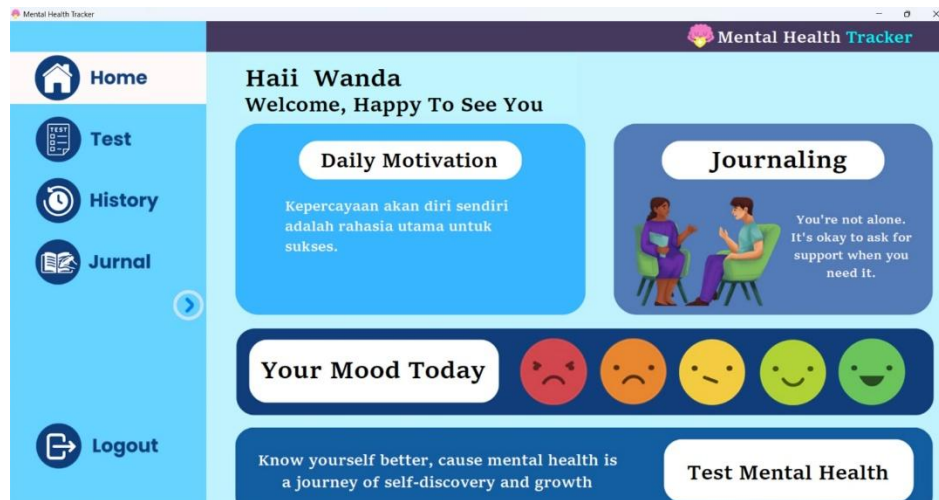 Mental Health Tracker
Mental Health Tracker
Home
Test
History
Jurnal
Logout
Haii Wanda
Welcome, Happy To See You
Daily Motivation
Kepercayaan akan diri sendiri
adalah rahasia utama untuk
sukses.
Journaling
You're not alone.
It's okay to ask for
support when you
need it.
Your Mood Today
Know yourself better, cause mental health is
a journey of self-discovery and growth
Test Mental Health
TEST